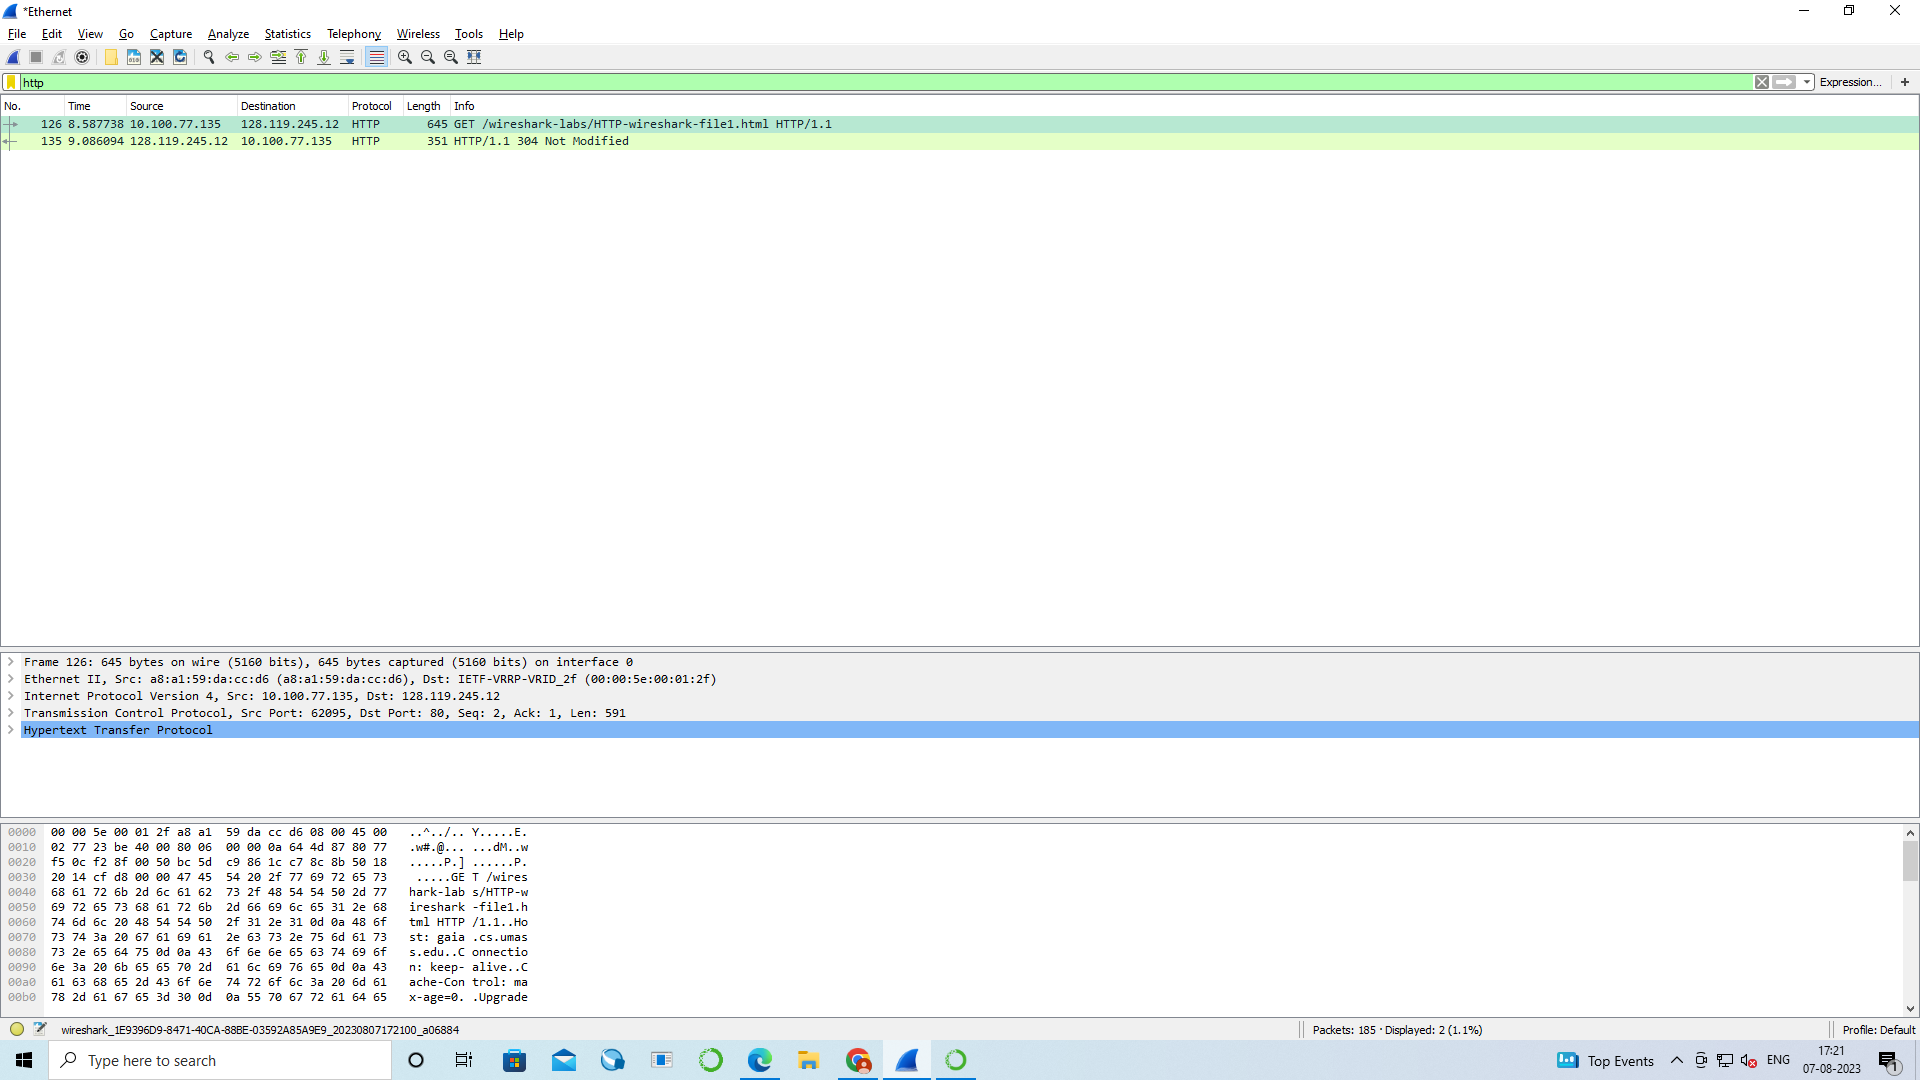 *Ethernet
File Edit View Go Capture Analyze Statistics Telephony Wireless Tools Help
http Expression... +
No. Time Source Destination Protocol Length Info
126 8.587738 10.100.77.135 128.119.245.12 HTTP 645 GET /wireshark-labs/HTTP-wireshark-file1.html HTTP/1.1
135 9.086094 128.119.245.12 10.100.77.135 HTTP 351 HTTP/1.1 304 Not Modified
Frame 126: 645 bytes on wire (5160 bits), 645 bytes captured (5160 bits) on interface 0
Ethernet II, Src: a8:a1:59:da:cc:d6 (a8:a1:59:da:cc:d6), Dst: IETF-VRRP-VRID_2f (00:00:5e:00:01:2f)
Internet Protocol Version 4, Src: 10.100.77.135, Dst: 128.119.245.12
Transmission Control Protocol, Src Port: 62095, Dst Port: 80, Seq: 2, Ack: 1, Len: 591
Hypertext Transfer Protocol
0000 00 00 5e 00 01 2f a8 a1 59 da cc d6 08 00 45 00 ..^../.. Y.....E.
0010 02 77 23 be 40 00 80 06 00 00 0a 64 4d 87 80 77 .w#.@... ...dM..w
0020 f5 0c f2 8f 00 50 bc 5d c9 86 1c c7 8c 8b 50 18 .....P.] ......P.
0030 20 14 cf d8 00 00 47 45 54 20 2f 77 69 72 65 73 .....GE T /wires
0040 68 61 72 6b 2d 6c 61 62 73 2f 48 54 54 50 2d 77 hark-lab s/HTTP-w
0050 69 72 65 73 68 61 72 6b 2d 66 69 6c 65 31 2e 68 ireshark -file1.h
0060 74 6d 6c 20 48 54 54 50 2f 31 2e 31 0d 0a 48 6f tml HTTP /1.1..Ho
0070 73 74 3a 20 67 61 69 61 2e 63 73 2e 75 6d 61 73 st: gaia .cs.umas
0080 73 2e 65 64 75 0d 0a 43 6f 6e 6e 65 63 74 69 6f s.edu..C onnectio
0090 6e 3a 20 6b 65 65 70 2d 61 6c 69 76 65 0d 0a 43 n: keep- alive..C
00a0 61 63 68 65 2d 43 6f 6e 74 72 6f 6c 3a 20 6d 61 ache-Con trol: ma
00b0 78 2d 61 67 65 3d 30 0d 0a 55 70 67 72 61 64 65 x-age=0. .Upgrade
wireshark_1E9396D9-8471-40CA-88BE-03592A85A9E9_20230807172100_a06884 Packets: 185 · Displayed: 2 (1.1%) Profile: Default
Type here to search Top Events ENG 17:21
07-08-2023 1